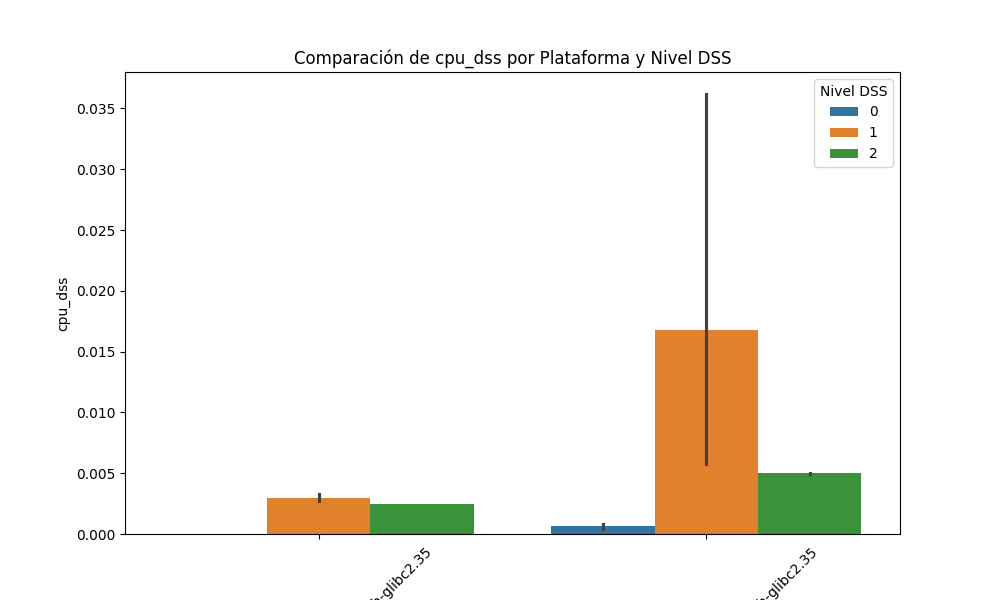 Comparación de cpu_dss por Plataforma y Nivel DSS
Nivel DSS
0
1
2
cpu_dss
0.035
0.030
0.025
0.020
0.015
0.010
0.005
0.000
-glibc2.35
-glibc2.35